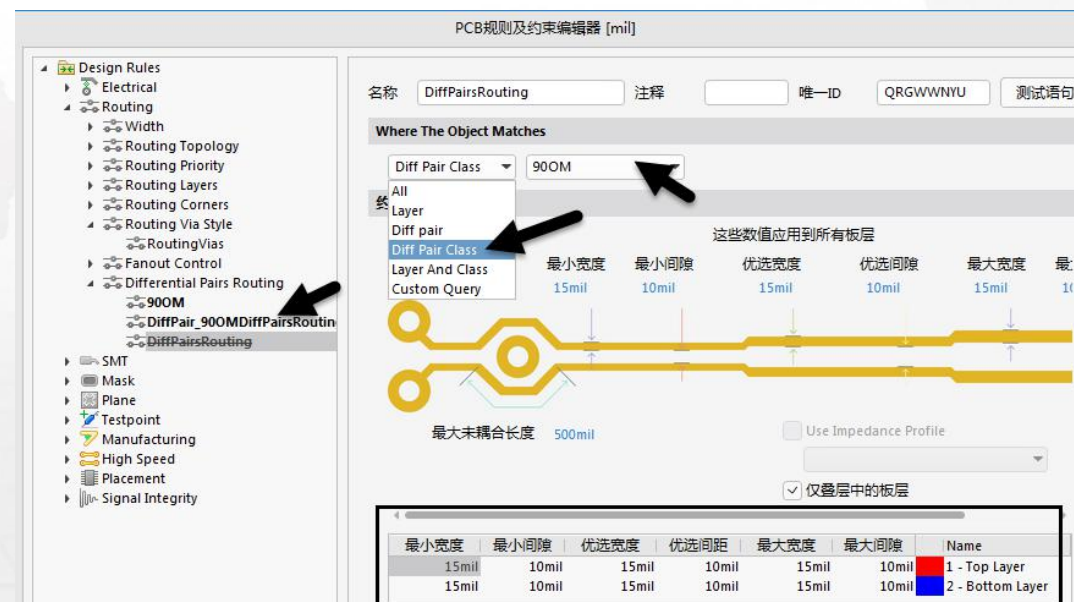 PCB规则及约束编辑器 [mil]
Design Rules
Electrical
Routing
Width
Routing Topology
Routing Priority
Routing Layers
Routing Corners
Routing Via Style
RoutingVias
Fanout Control
Differential Pairs Routing
90OM
DiffPair_90OMDiffPairsRoutin
DiffPairsRouting
SMT
Mask
Plane
Testpoint
Manufacturing
High Speed
Placement
Signal Integrity
名称 DiffPairsRouting 注释 唯一ID QRGWWNYU 测试语句
Where The Object Matches
Diff Pair Class 90OM
All
Layer
Diff pair
Diff Pair Class
Layer And Class
Custom Query
这些数值应用到所有板层
最小宽度 最小间隙 优选宽度 优选间隙 最大宽度
15mil 10mil 15mil 10mil 15mil
最大未耦合长度 500mil
Use Impedance Profile
仅叠层中的板层
最小宽度 最小间隙 优选宽度 优选间距 最大宽度 最大间隙 Name
15mil 10mil 15mil 10mil 15mil 10mil 1 - Top Layer
15mil 10mil 15mil 10mil 15mil 10mil 2 - Bottom Layer